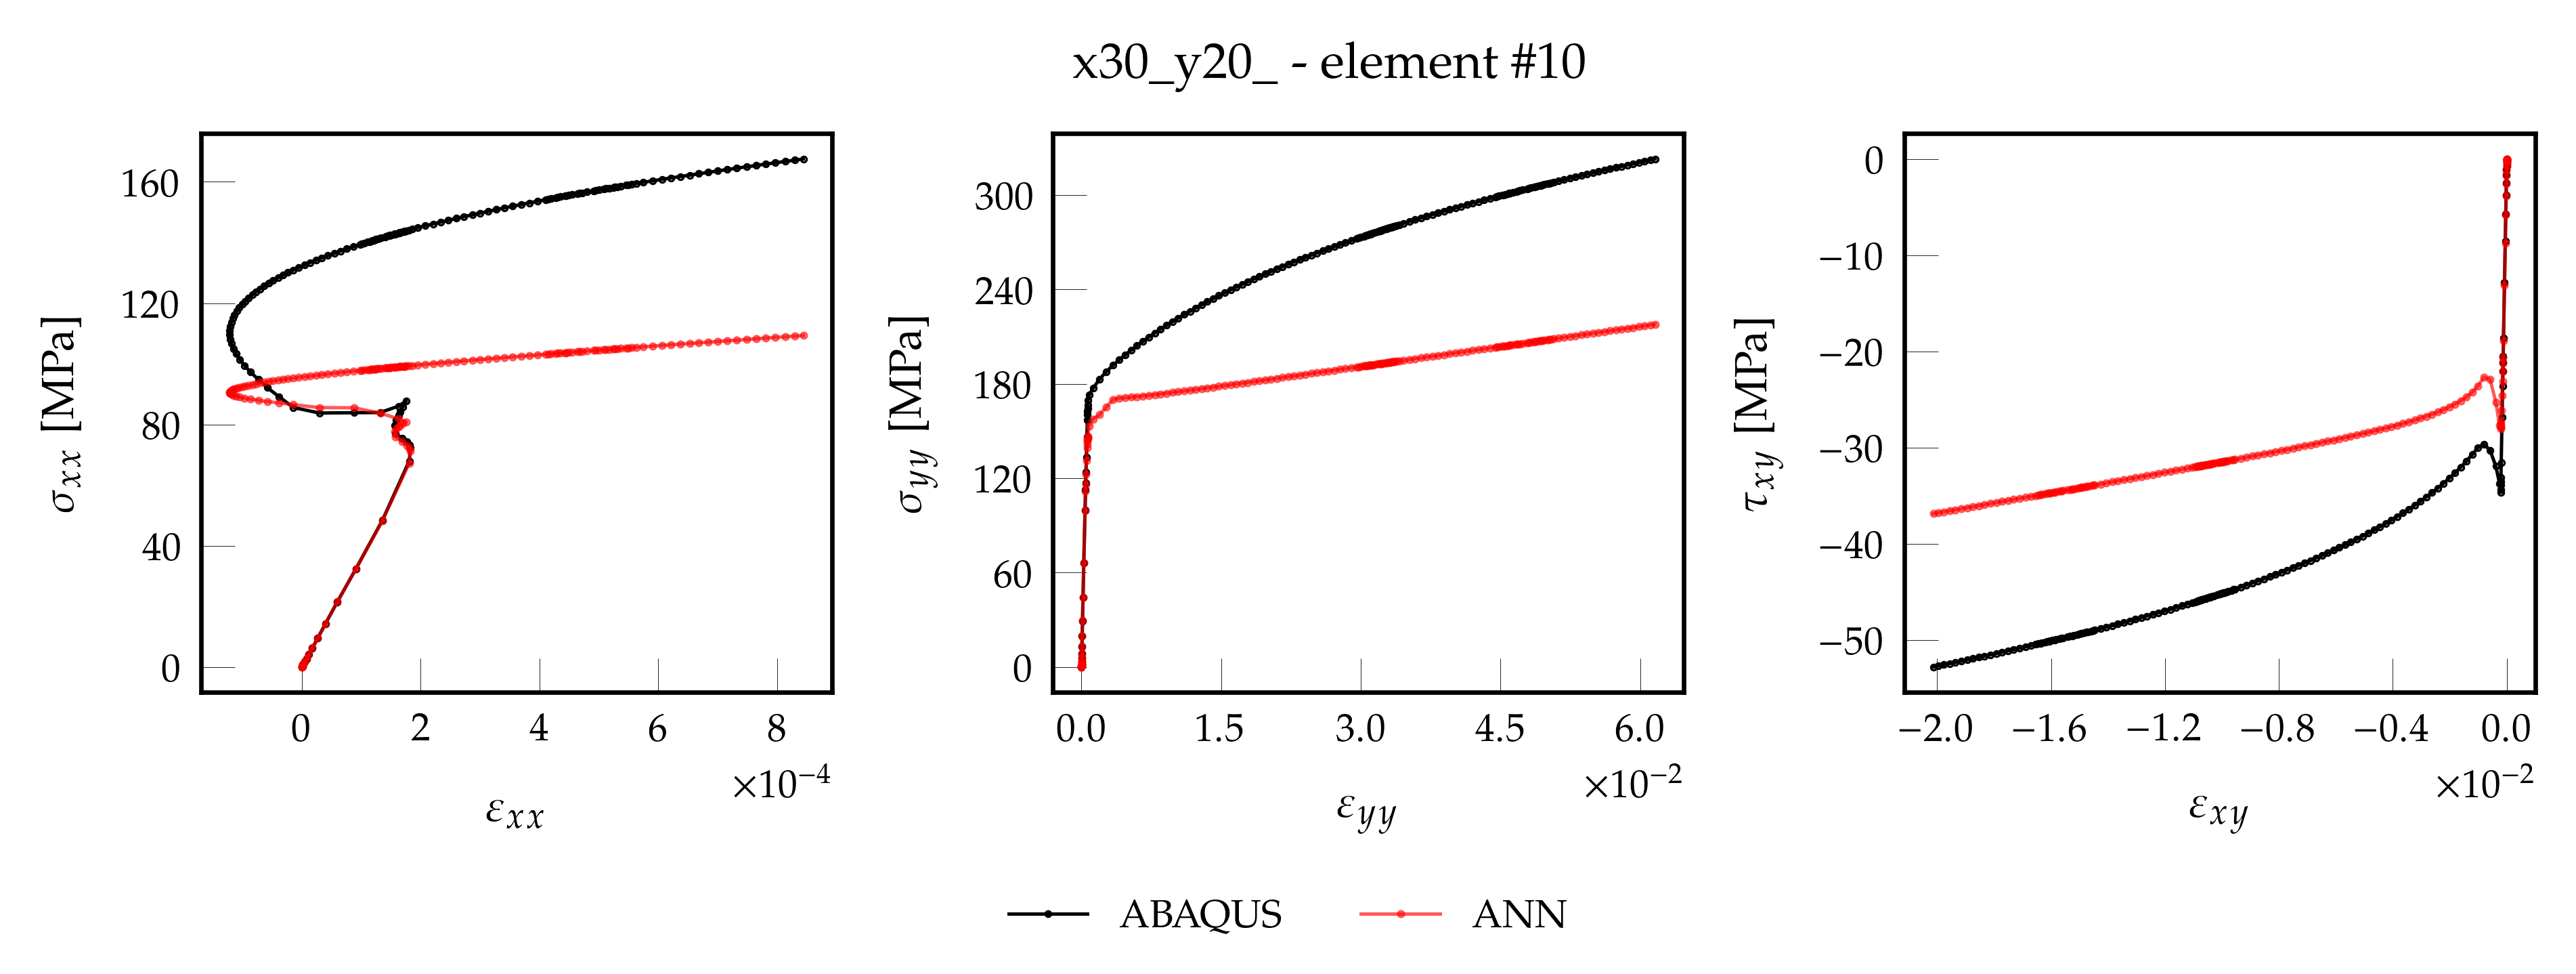 x30_y20_ - element #10
σxx [MPa]
160
120
80
40
0
0 2 4 6 8
×10−4
εxx
σyy [MPa]
300
240
180
120
60
0
0.0 1.5 3.0 4.5 6.0
×10−2
εyy
τxy [MPa]
0
−10
−20
−30
−40
−50
−2.0 −1.6 −1.2 −0.8 −0.4 0.0
×10−2
εxy
ABAQUS ANN